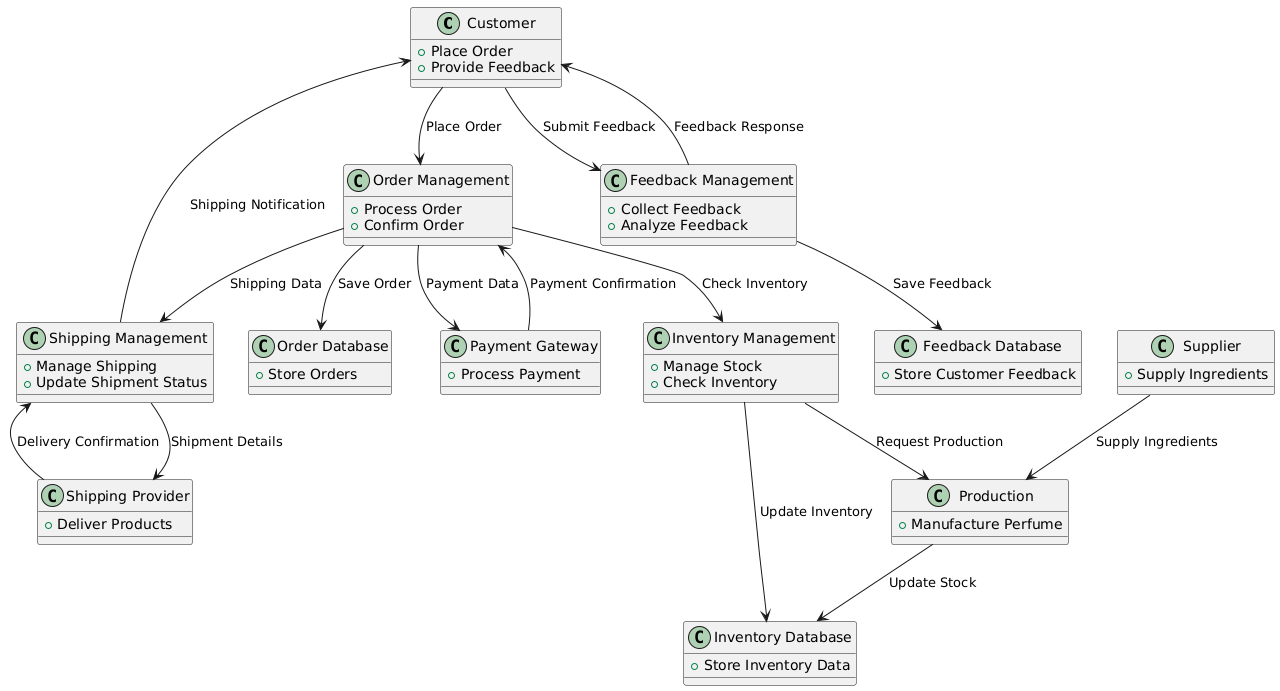 C Customer
Place Order
Provide Feedback
Place Order
Submit Feedback
Feedback Response
C Order Management
Process Order
Confirm Order
C Feedback Management
Collect Feedback
Analyze Feedback
Shipping Notification
Shipping Data
Save Order
Payment Data
Payment Confirmation
Check Inventory
Save Feedback
C Shipping Management
Manage Shipping
Update Shipment Status
C Order Database
Store Orders
C Payment Gateway
Process Payment
C Inventory Management
Manage Stock
Check Inventory
C Feedback Database
Store Customer Feedback
C Supplier
Supply Ingredients
Delivery Confirmation
Shipment Details
Request Production
Supply Ingredients
C Shipping Provider
Deliver Products
C Production
Manufacture Perfume
Update Inventory
Update Stock
C Inventory Database
Store Inventory Data